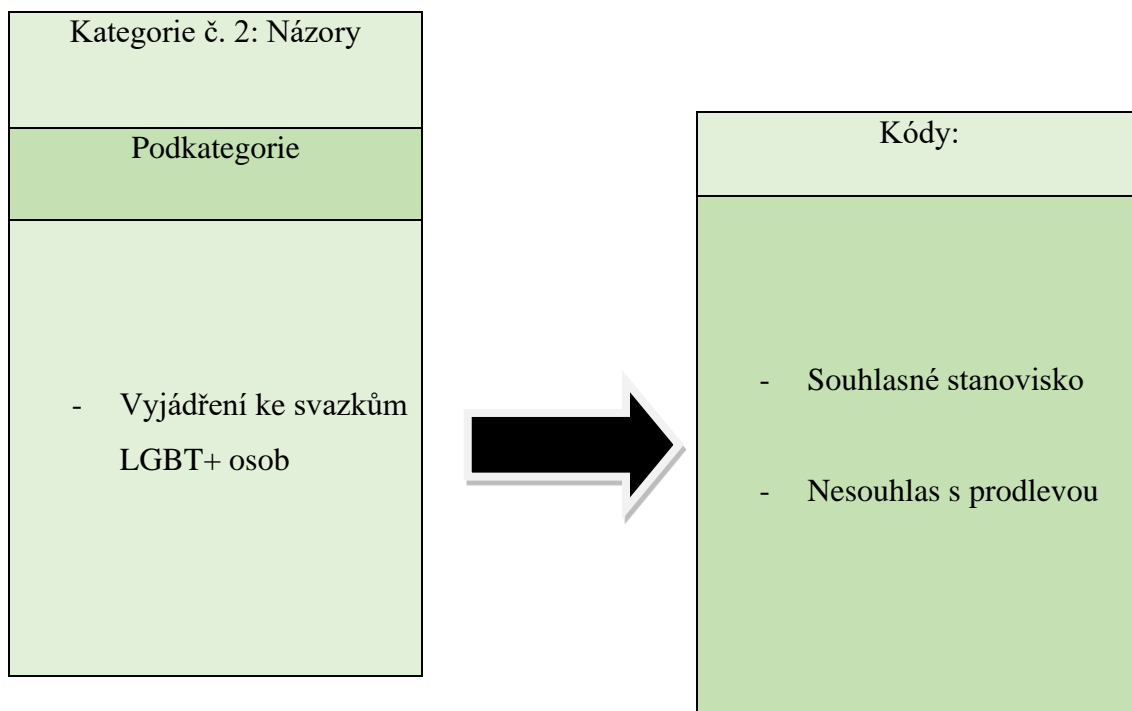 Kategorie č. 2: Názory
Podkategorie
- Vyjádření ke svazkům
LGBT+ osob
Kódy:
- Souhlasné stanovisko
- Nesouhlas s prodlevou